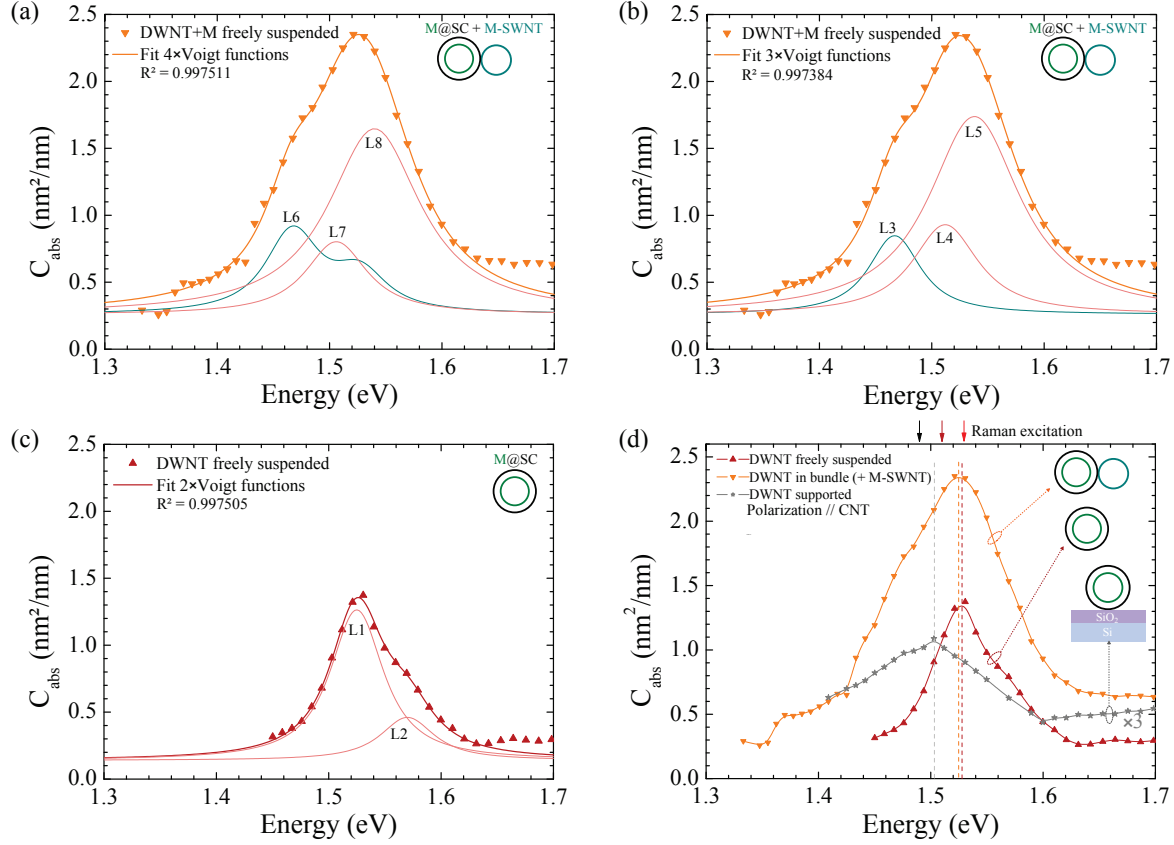 (a)
DWNT+M freely suspended
Fit 4×Voigt functions
R² = 0.997511
M@SC + M-SWNT
L8
L6
L7
2.5
2.0
1.5
1.0
0.5
0.0
C_abs (nm²/nm)
1.3 1.4 1.5 1.6 1.7
Energy (eV)
(b)
DWNT+M freely suspended
Fit 3×Voigt functions
R² = 0.997384
M@SC + M-SWNT
L5
L3
L4
2.5
2.0
1.5
1.0
0.5
0.0
C_abs (nm²/nm)
1.3 1.4 1.5 1.6 1.7
Energy (eV)
(c)
DWNT freely suspended
Fit 2×Voigt functions
R² = 0.997505
M@SC
L1
L2
2.5
2.0
1.5
1.0
0.5
0.0
C_abs (nm²/nm)
1.3 1.4 1.5 1.6 1.7
Energy (eV)
(d)
Raman excitation
DWNT freely suspended
DWNT in bundle (+ M-SWNT)
DWNT supported
Polarization // CNT
SiO₂
Si
×3
2.5
2.0
1.5
1.0
0.5
0.0
C_abs (nm²/nm)
1.3 1.4 1.5 1.6 1.7
Energy (eV)